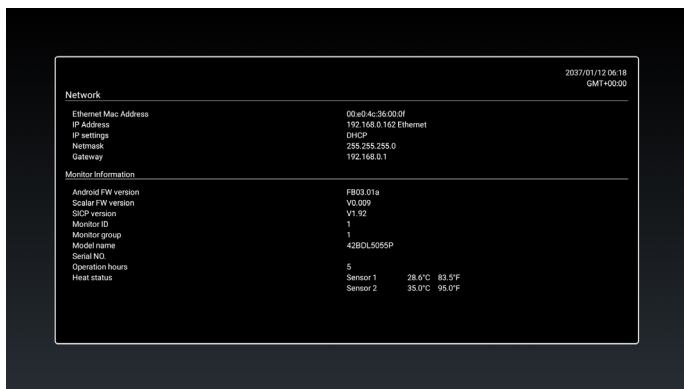 2037/01/12 06:18
GMT+00:00
Network
Ethernet Mac Address 00:e0:4c:36:00:0f
IP Address 192.168.0.162 Ethernet
IP settings DHCP
Netmask 255.255.255.0
Gateway 192.168.0.1
Monitor Information
Android FW version FB03.01a
Scalar FW version V0.009
SICP version V1.92
Monitor ID 1
Monitor group 1
Model name 42BDL5055P
Serial NO.
Operation hours 5
Heat status Sensor 1 28.6°C 83.5°F
Sensor 2 35.0°C 95.0°F